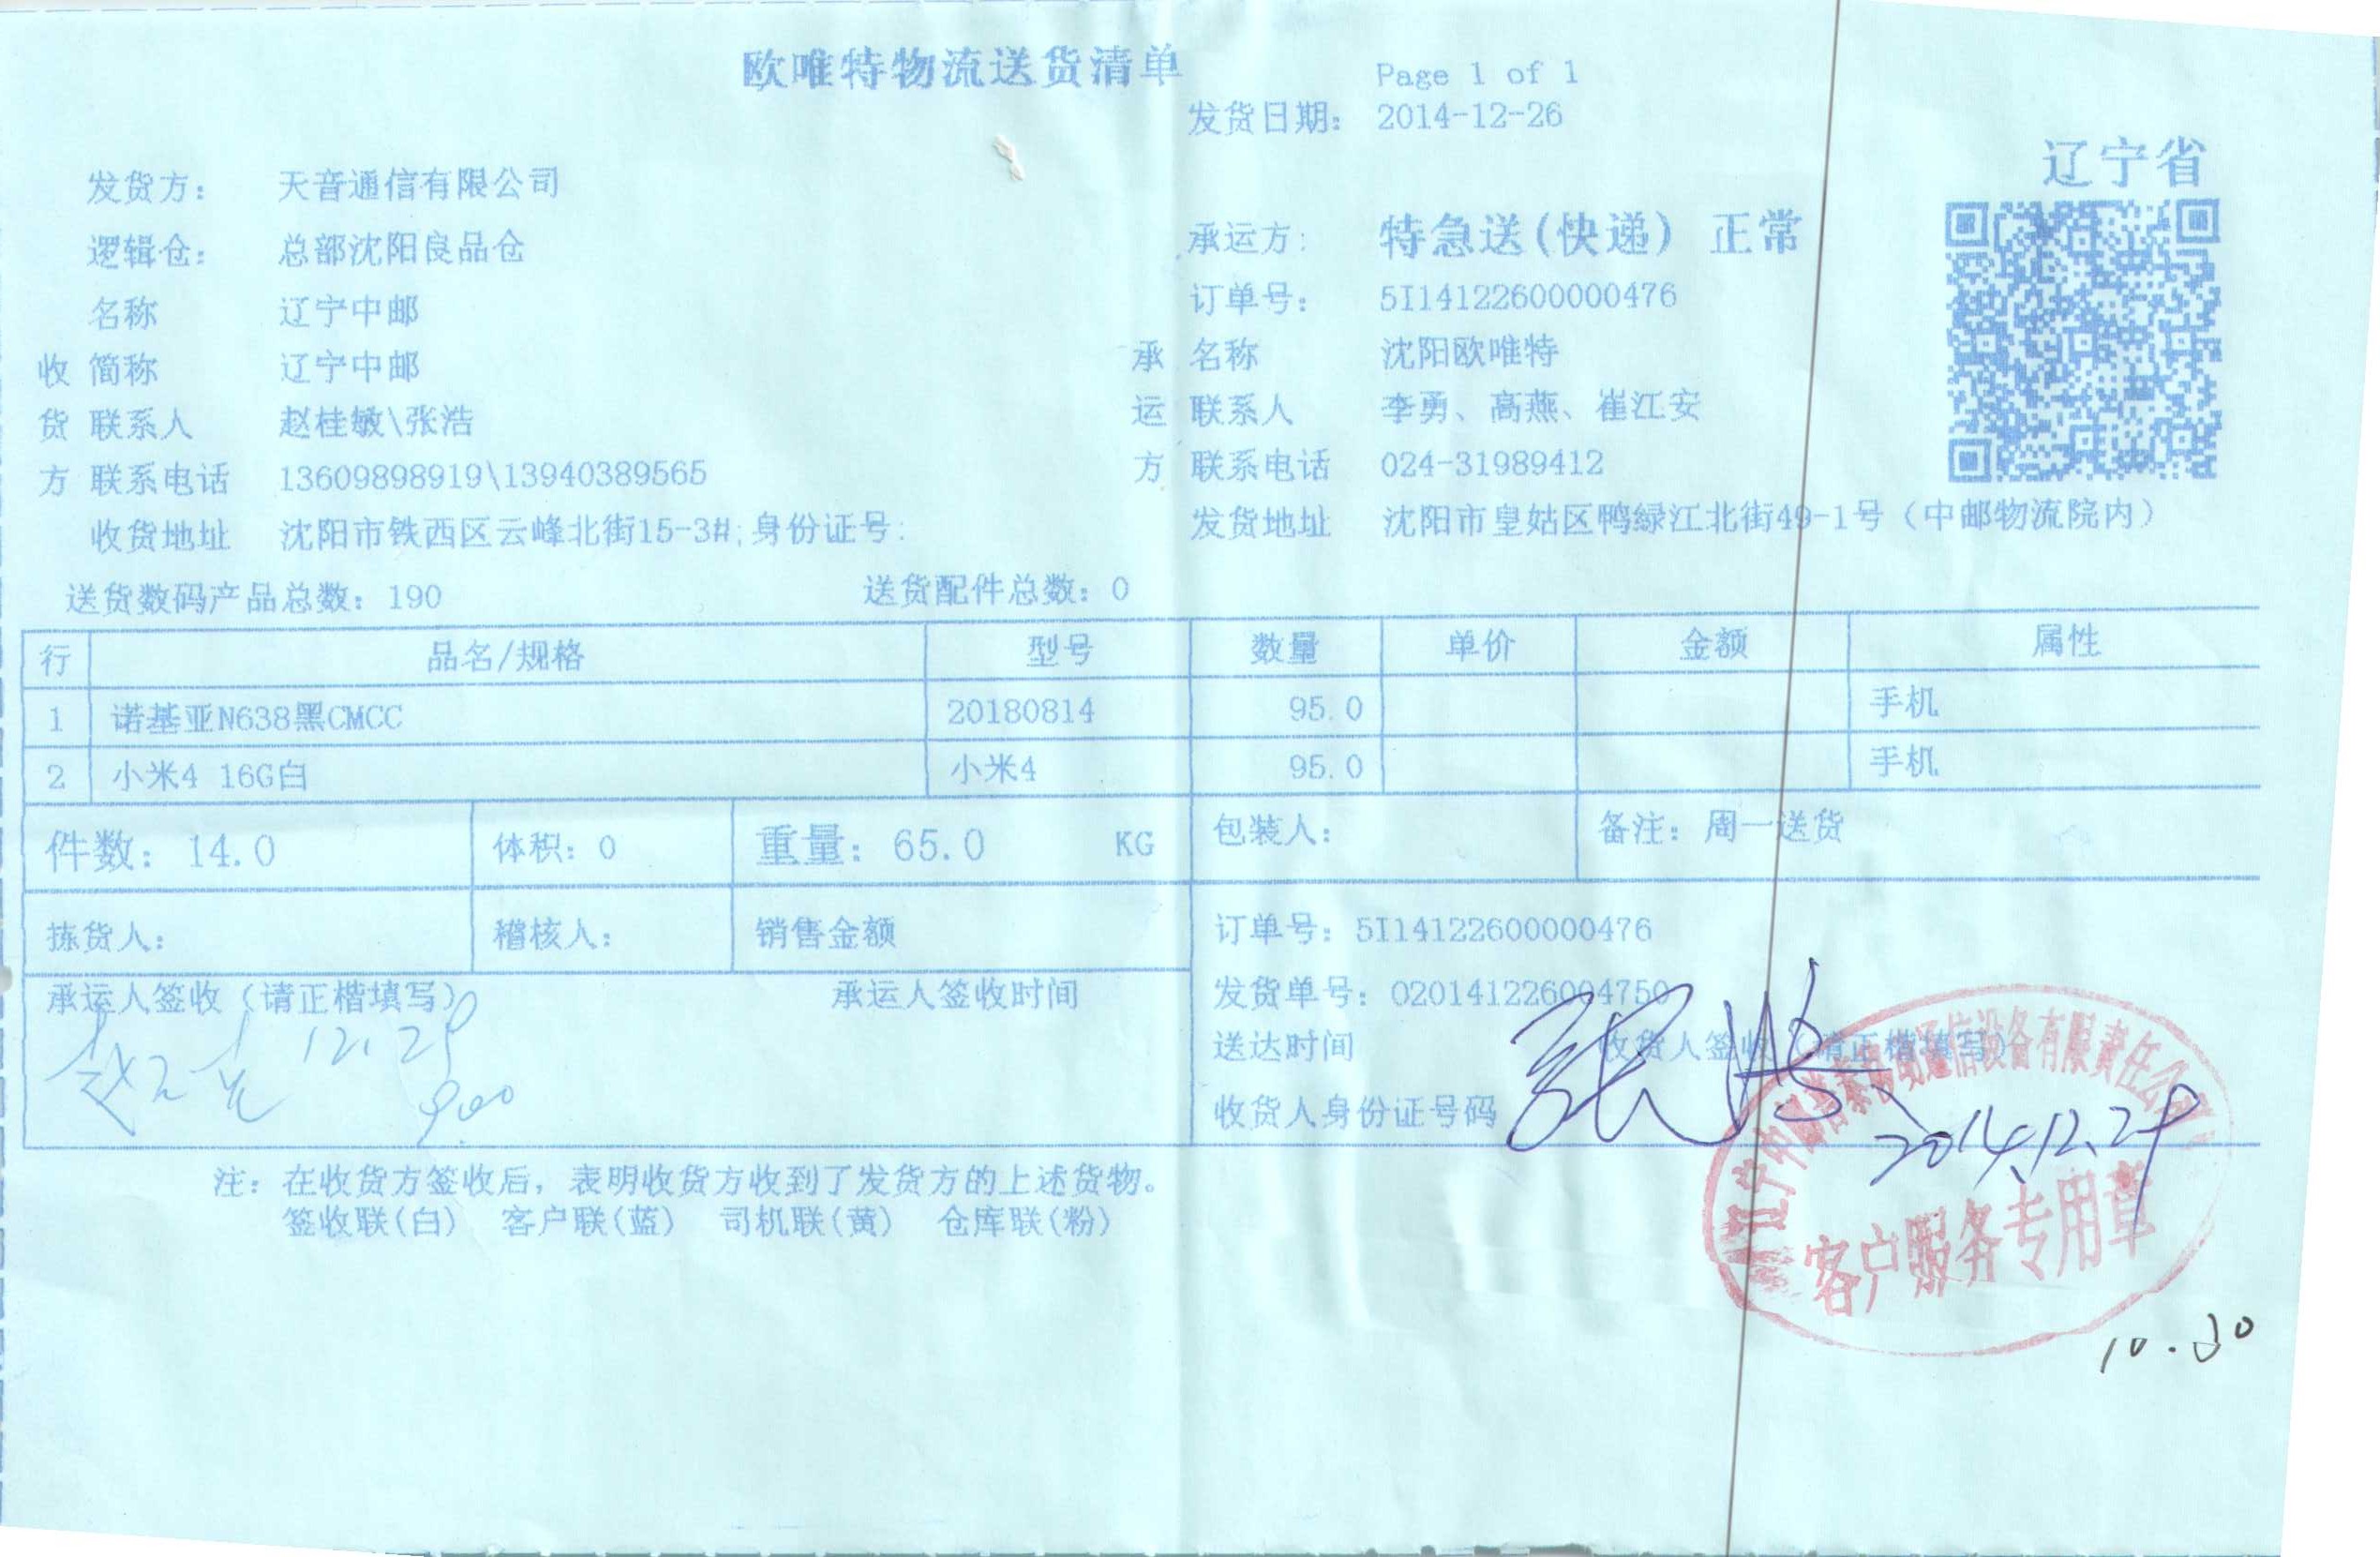 欧唯特物流送货清单
Page 1 of 1
发货日期: 2014-12-26
辽宁省
发货方: 天音通信有限公司
承运方: 特急送(快递) 正常
逻辑仓: 总部沈阳良品仓
订单号: 5I14122600000476
收货方
名称 辽宁中邮
简称 辽宁中邮
联系人 赵桂敏\张浩
联系电话 13609898919\13940389565
收货地址 沈阳市铁西区云峰北街15-3#;身份证号:
承运方
名称 沈阳欧唯特
联系人 李勇、高燕、崔江安
联系电话 024-31989412
发货地址 沈阳市皇姑区鸭绿江北街49-1号(中邮物流院内)
送货数码产品总数: 190 送货配件总数: 0
行 品名/规格 型号 数量 单价 金额 属性
1 诺基亚N638黑CMCC 20180814 95.0 手机
2 小米4 16G白 小米4 95.0 手机
件数: 14.0 体积: 0 重量: 65.0 KG 包装人: 备注: 周一送货
拣货人: 稽核人: 销售金额 订单号: 5I14122600000476
承运人签收(请正楷填写) 承运人签收时间 发货单号: 020141226004750
12.29
9:00
送达时间 收货人签收(请正楷填写)
收货人身份证号码
张浩
2014.12.29
客户服务专用章
10.30
注: 在收货方签收后, 表明收货方收到了发货方的上述货物。
签收联(白) 客户联(蓝) 司机联(黄) 仓库联(粉)